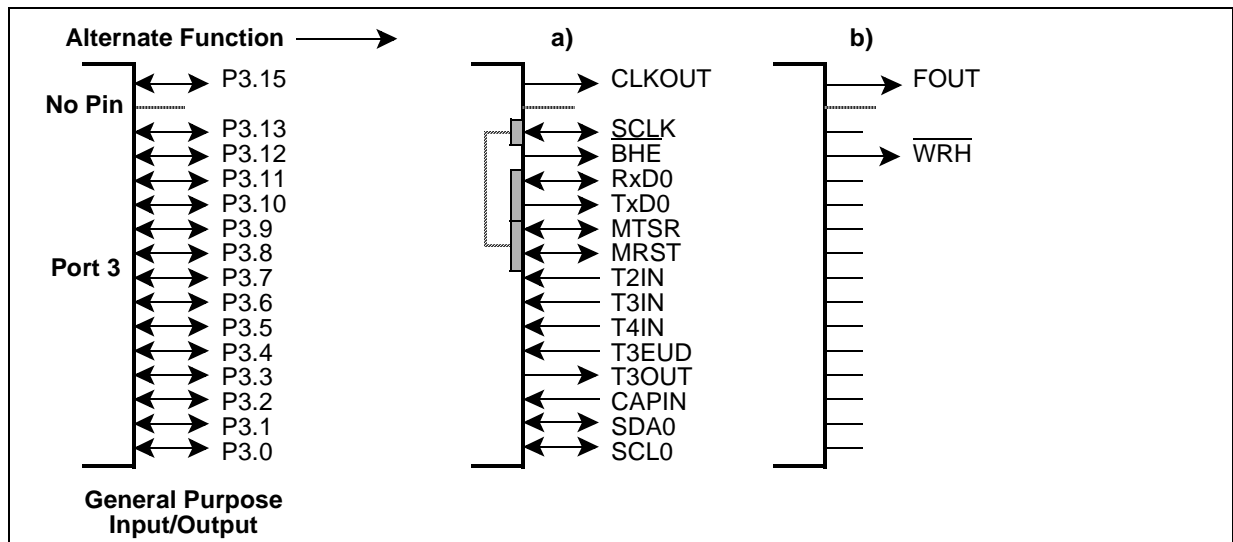 Alternate Function a) b)
P3.15 CLKOUT FOUT
No Pin
P3.13 SCLK
P3.12 BHE WRH
P3.11 RxD0
P3.10 TxD0
P3.9 MTSR
P3.8 MRST
Port 3 P3.7 T2IN
P3.6 T3IN
P3.5 T4IN
P3.4 T3EUD
P3.3 T3OUT
P3.2 CAPIN
P3.1 SDA0
P3.0 SCL0
General Purpose
Input/Output